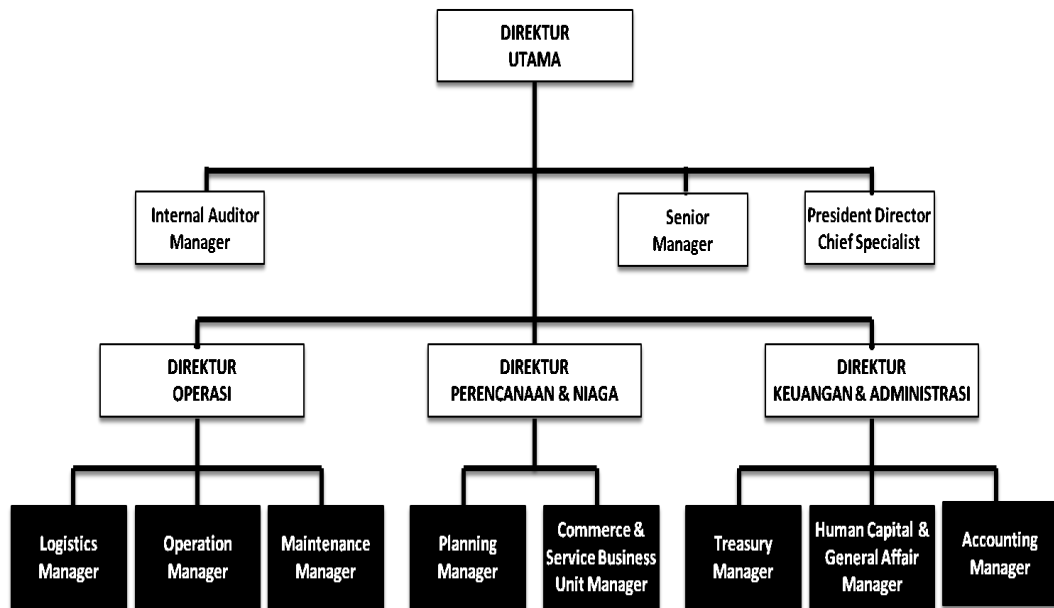 DIREKTUR
UTAMA
Internal Auditor
Manager
Senior
Manager
President Director
Chief Specialist
DIREKTUR
OPERASI
DIREKTUR
PERENCANAAN & NIAGA
DIREKTUR
KEUANGAN & ADMINISTRASI
Logistics
Manager
Operation
Manager
Maintenance
Manager
Planning
Manager
Commerce &
Service Business
Unit Manager
Treasury
Manager
Human Capital &
General Affair
Manager
Accounting
Manager